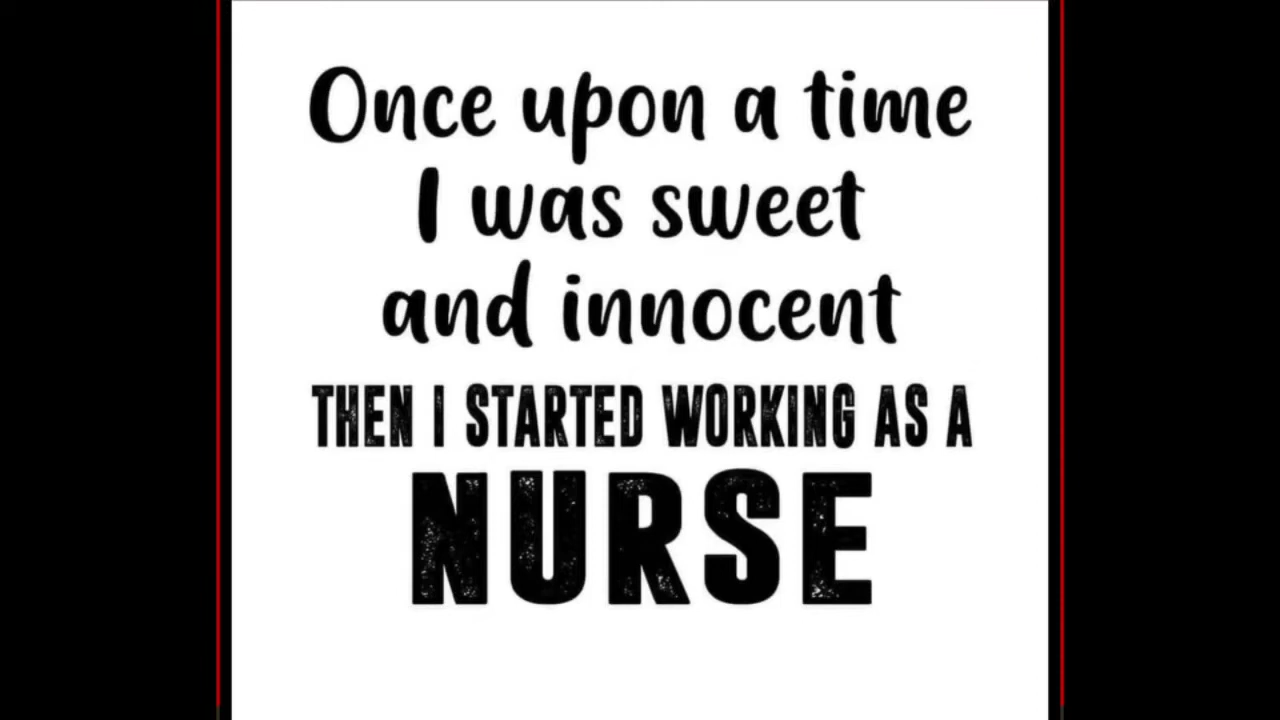 Once upon a time
I was sweet
and innocent
THEN I STARTED WORKING AS A
NURSE